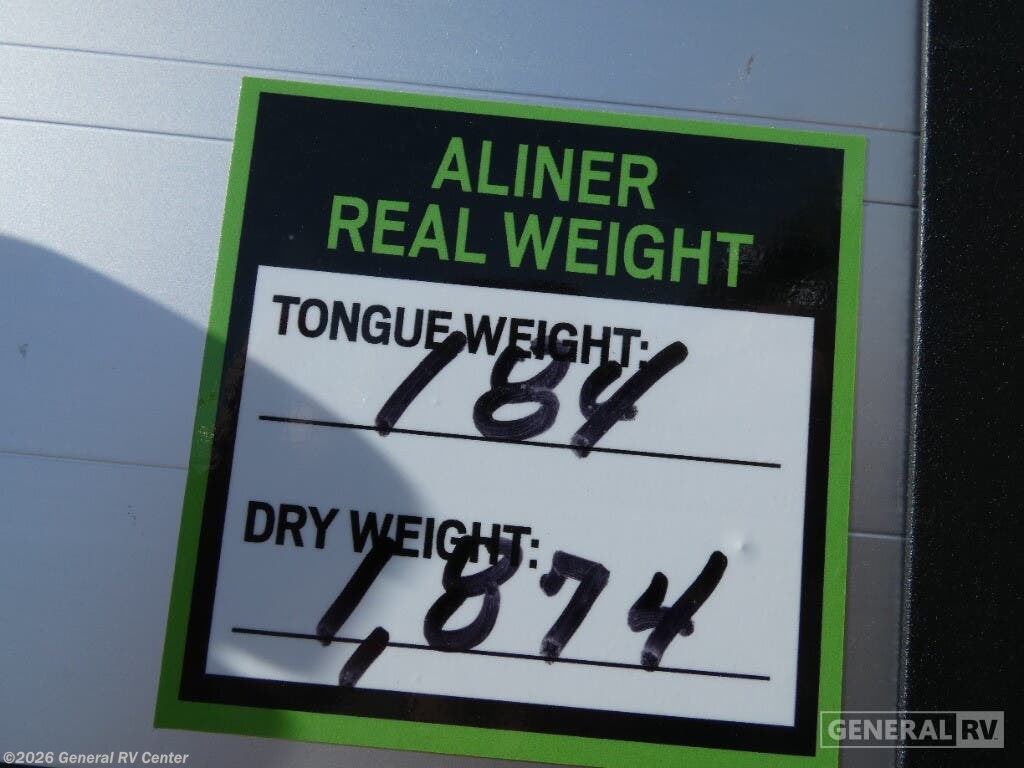 ALINER
REAL WEIGHT
TONGUE WEIGHT:
184
DRY WEIGHT:
1,874
GENERAL RV
©2026 General RV Center